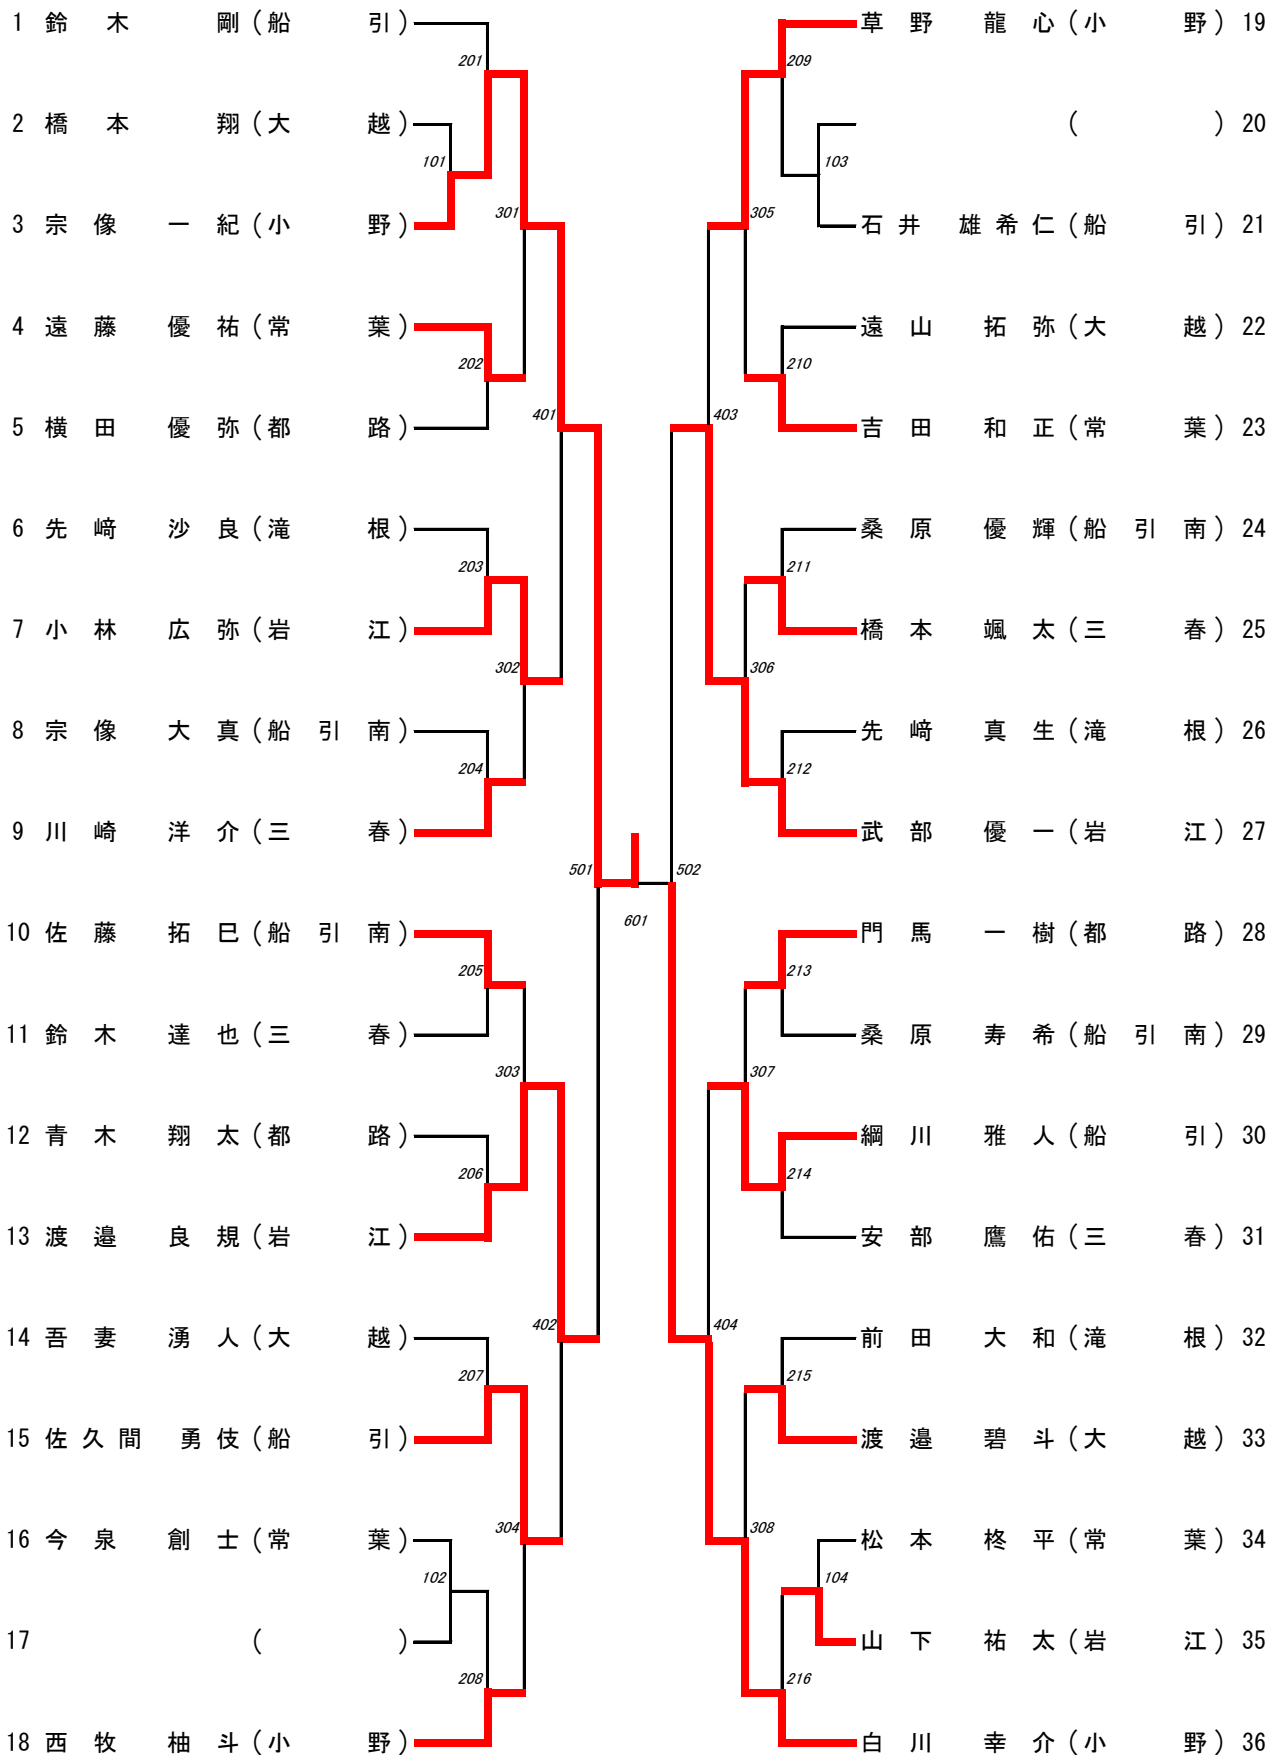 1 鈴木 剛 (船引)
201
2 橋本 翔 (大越)
101
3 宗像 一紀 (小野)
301
4 遠藤 優祐 (常葉)
202
401
5 横田 優弥 (都路)
6 先﨑 沙良 (滝根)
203
7 小林 広弥 (岩江)
302
8 宗像 大真 (船引南)
204
9 川崎 洋介 (三春)
501
10 佐藤 拓巳 (船引南)
205
11 鈴木 達也 (三春)
303
12 青木 翔太 (都路)
206
13 渡邉 良規 (岩江)
402
14 吾妻 湧人 (大越)
207
15 佐久間 勇伎 (船引)
304
16 今泉 創士 (常葉)
102
17 ( )
208
18 西牧 柚斗 (小野)
601
草野 龍心 (小野) 19
209
( ) 20
103
305
石井 雄希仁 (船引) 21
遠山 拓弥 (大越) 22
210
403
吉田 和正 (常葉) 23
桑原 優輝 (船引南) 24
211
橋本 颯太 (三春) 25
306
先﨑 真生 (滝根) 26
212
武部 優一 (岩江) 27
502
門馬 一樹 (都路) 28
213
桑原 寿希 (船引南) 29
307
綱川 雅人 (船引) 30
214
安部 鷹佑 (三春) 31
404
前田 大和 (滝根) 32
215
渡邉 碧斗 (大越) 33
308
松本 柊平 (常葉) 34
104
山下 祐太 (岩江) 35
216
白川 幸介 (小野) 36